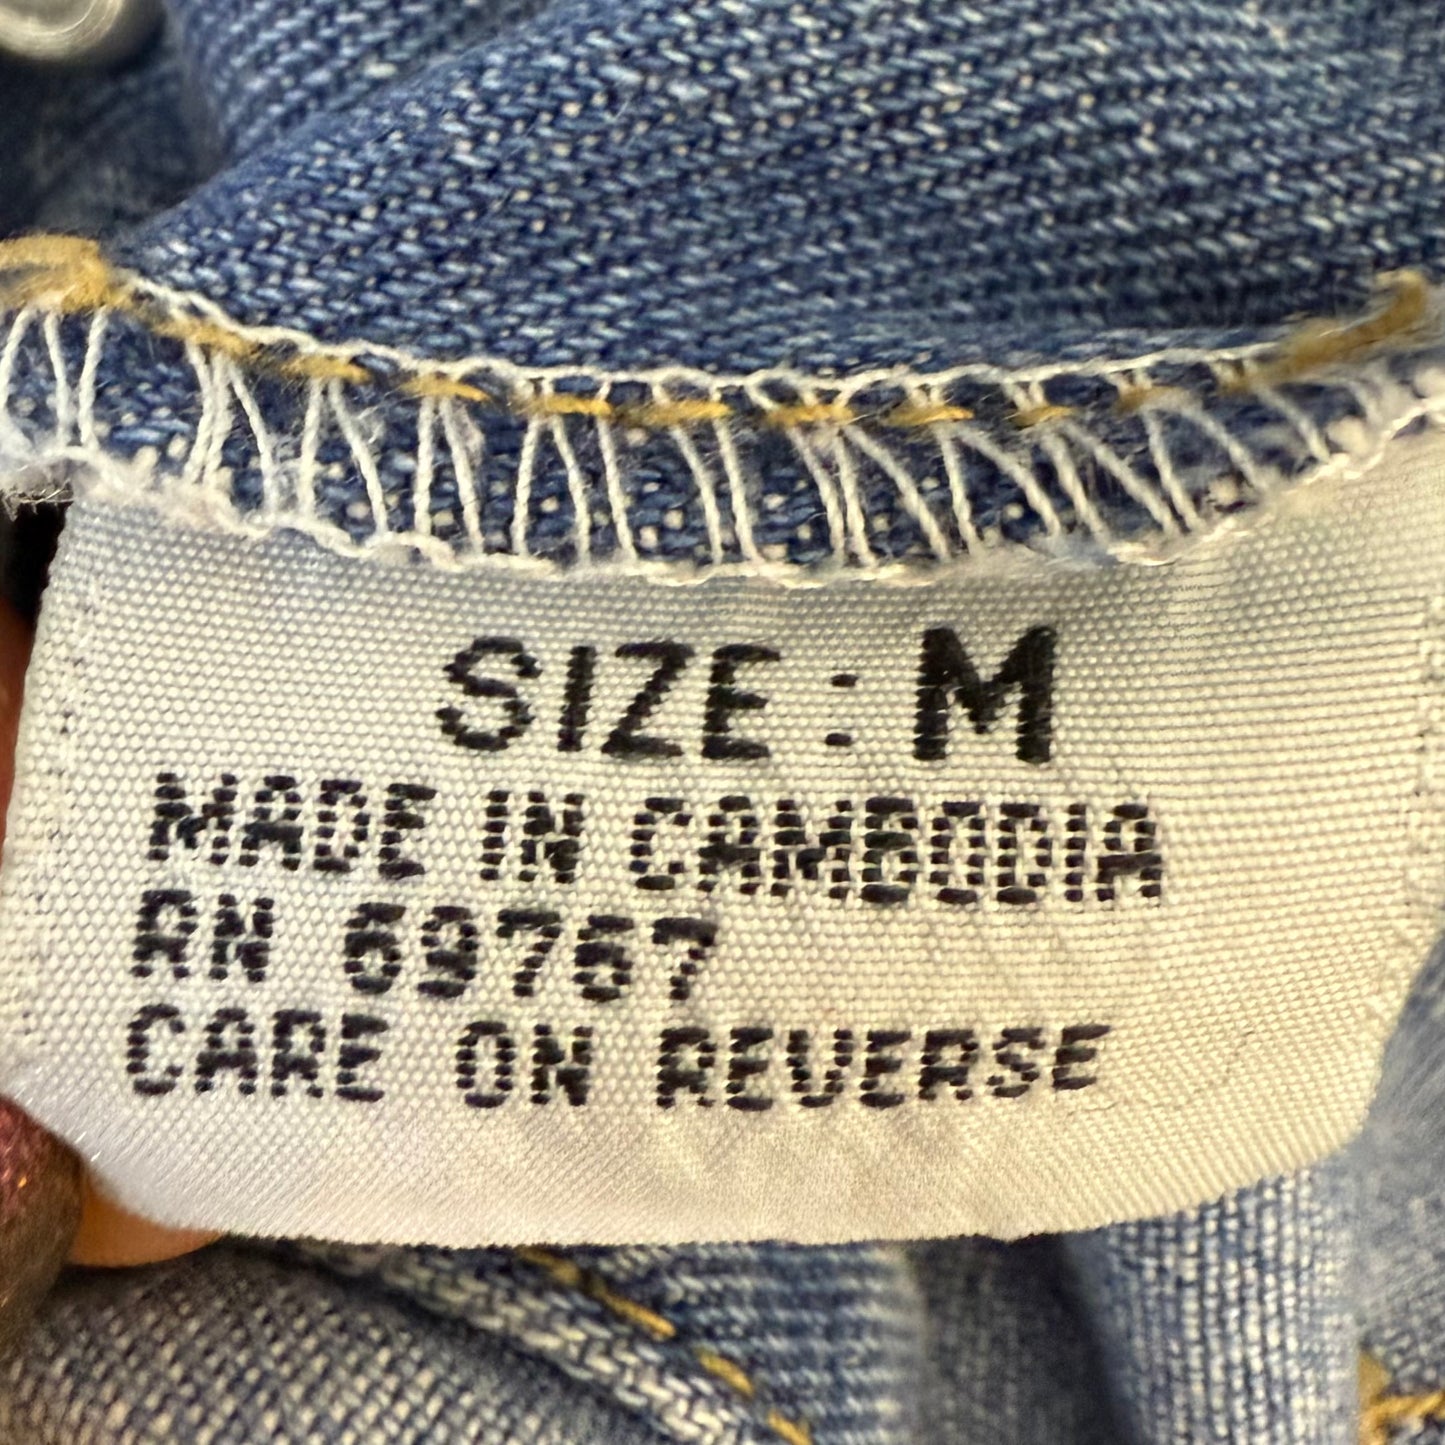 SIZE : M
MADE IN CAMBODIA
RN 69767
CARE ON REVERSE